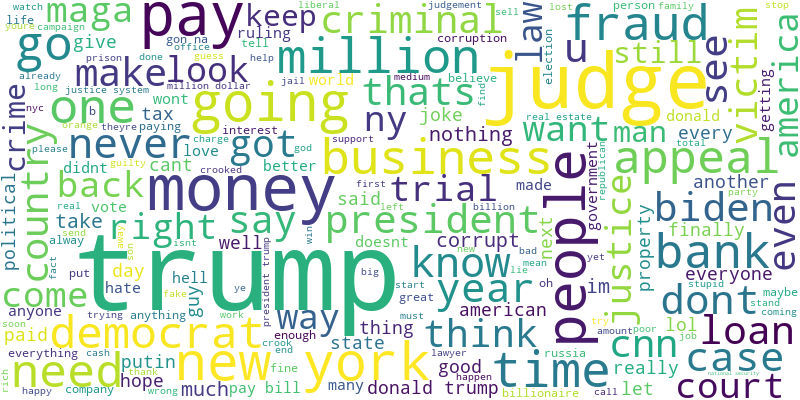 watch
life
youre
campaign
liberal
judgement
sell
lost
person
family
stop
maga
pay
keep
criminal
law
fraud
go
give
gon na
office
guess
ruling
tell
corruption
election
u
still
see
victim
america
already
long
prison
done
help
million
make
look
jail
world
medium
believe
find
judge
nyc
justice system
million dollar
one
going
thats
want
man
every
donald
getting
crime
b
wont
tax
ny
joke
real estate
please
orange
theyre
paying
charge
interest
support
nothing
government
republican
total
never
got
business
appeal
country
didnt
cant
love
god
better
guilty
crooked
political
back
money
trial
people
justice
party
another
even
real
vote
first
said
made
left
billion
next
biden
send
take
right
say
president
finally
alway
away
son
isnt
well
president trump
win
doesnt
corrupt
yet
property
bank
fact
put
day
hell
trump
know
new
bad
lie
mean
everyone
come
hate
guy
fake
ye
big
year
oh
im
dont
stupid
maybe
stand
coming
anyone
trying
anything
work
start
great
must
american
try
amount
poor
job
soon
paid
democrat
way
enough
crook
end
thing
think
lawyer
russia
cnn
lol
loan
everything
cash
putin
state
really
case
need
thank
hope
new york
fine
good
happen
time
national security
rich
happy
company
wrong
much
pay bill
many
donald trump
billionaire
call
let
court